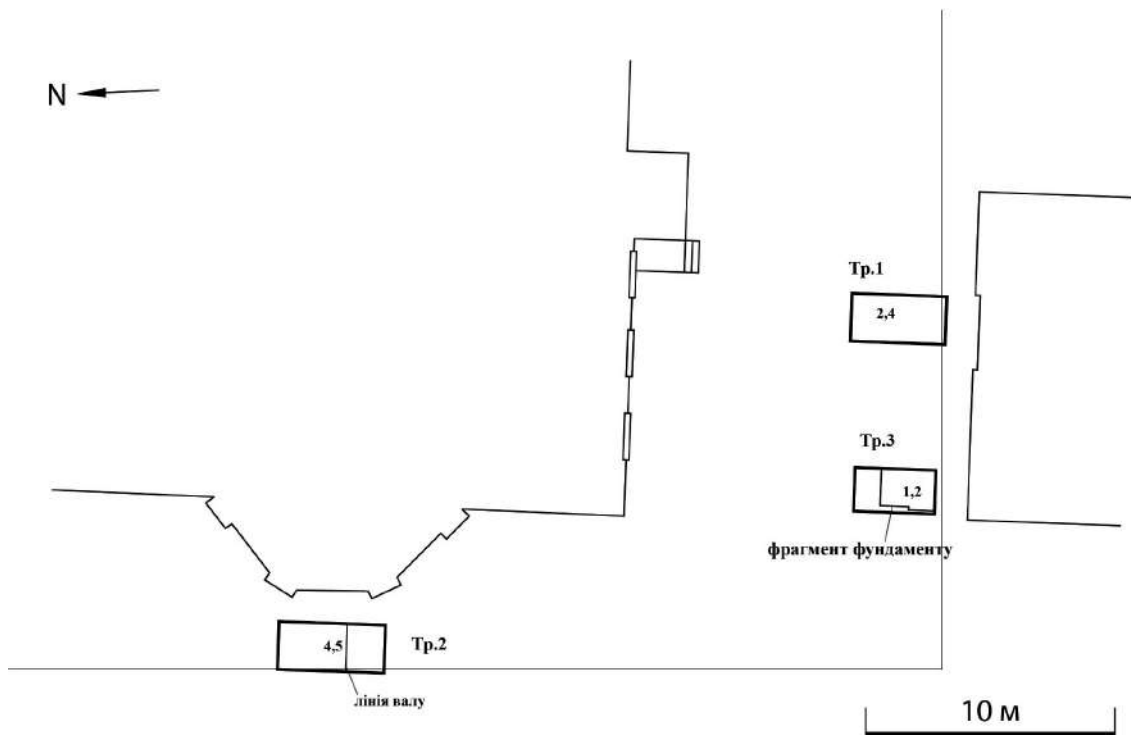 N
Тр.1
2,4
Тр.3
1,2
фрагмент фундаменту
4,5
Тр.2
лінія валу
10 м